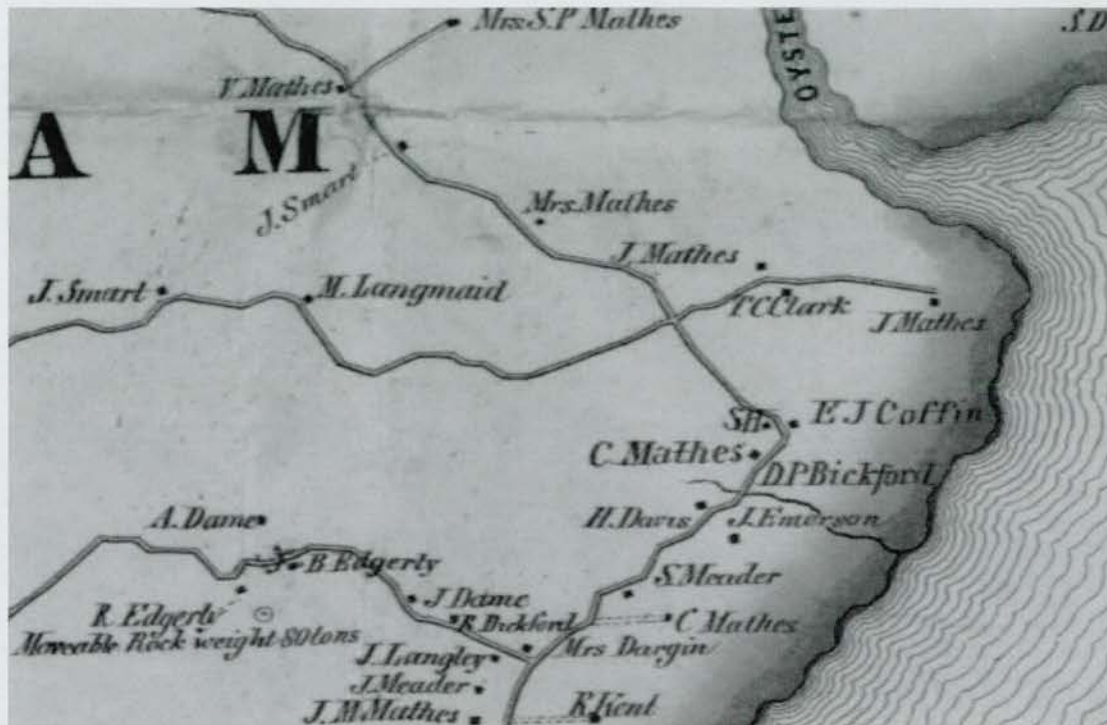 Mrs. S. P Mathes
S. D
OYSTE
V. Mathes
A M
J. Smart
Mrs. Mathes
J. Mathes
J. Smart
M. Langmaid
T C Clark
J Mathes
SH
E J Coffin
C. Mathes
D. P Bickford
H. Davis
J. Emerson
A. Dame
B. Edgerly
S. Meader
J. Dame
R. Edgerly
R. Bickford
C Mathes
Moveable Rock weight 80 tons
Mrs Dargin
J. Langley
J. Meader
J. M. Mathes
R. Kent